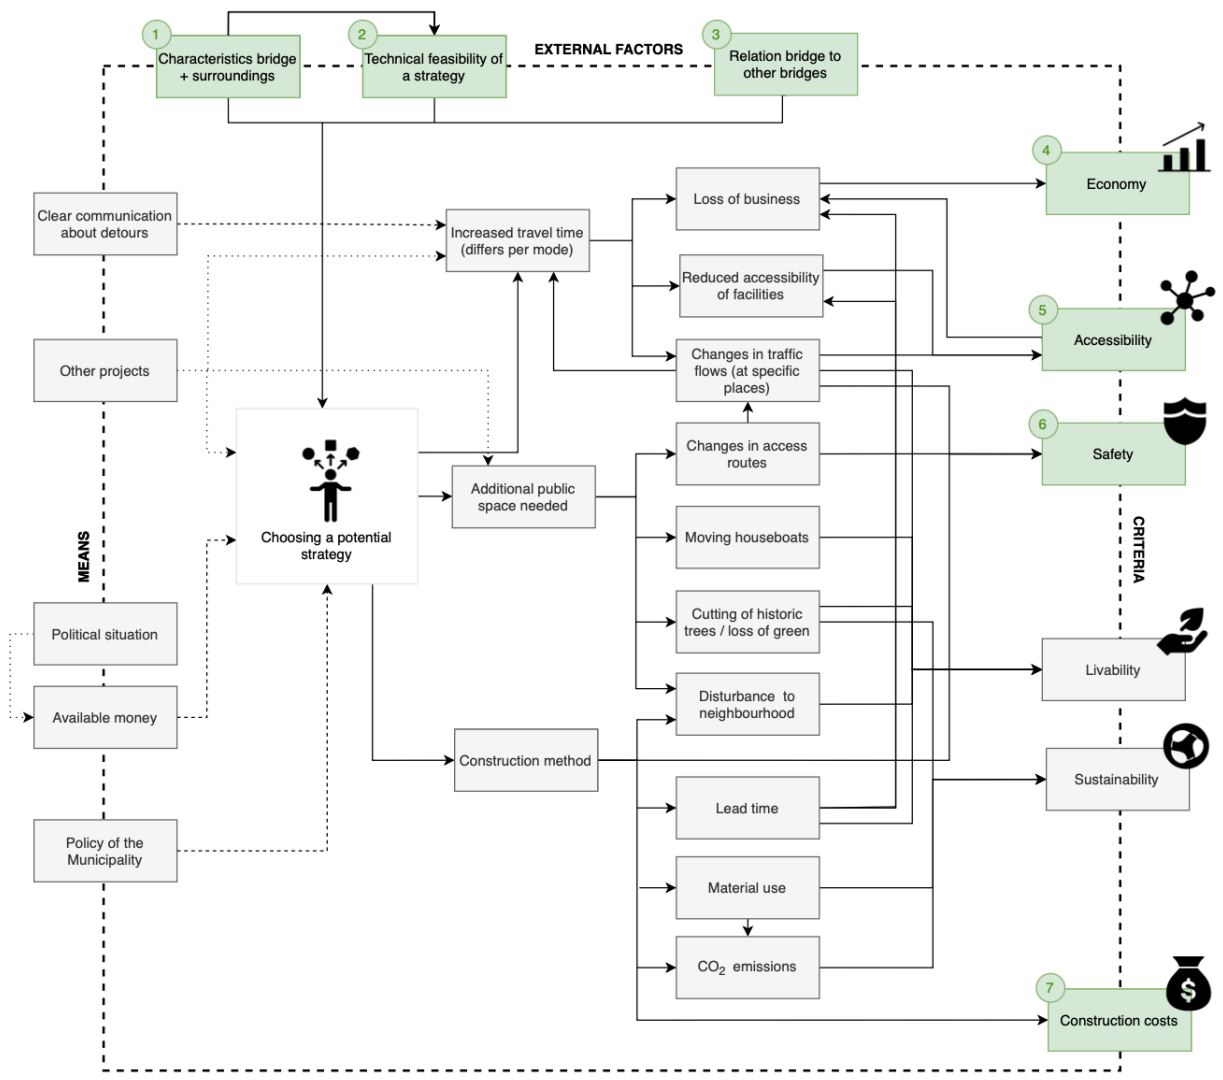 1
2
3
EXTERNAL FACTORS
Characteristics bridge
+ surroundings
Technical feasibility of
a strategy
Relation bridge to
other bridges
4
Economy
Loss of business
Clear communication
about detours
Increased travel time
(differs per mode)
Reduced accessibility
of facilities
5
Accessibility
Other projects
Changes in traffic
flows (at specific
places)
6
Safety
Changes in access
routes
Additional public
space needed
Choosing a potential
strategy
Moving houseboats
MEANS
CRITERIA
Political situation
Cutting of historic
trees / loss of green
Livability
Available money
Disturbance to
neighbourhood
Construction method
Sustainability
Lead time
Policy of the
Municipality
Material use
CO2 emissions
7
$
Construction costs